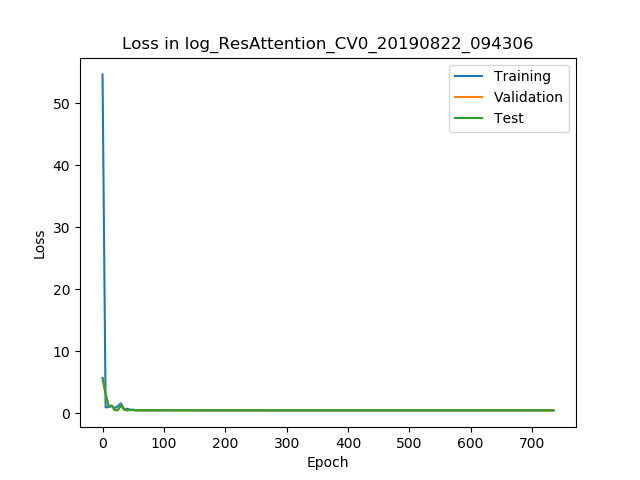 Loss in log_ResAttention_CV0_20190822_094306
Training
Validation
Test
50
40
30
20
10
0
Loss
0 100 200 300 400 500 600 700
Epoch